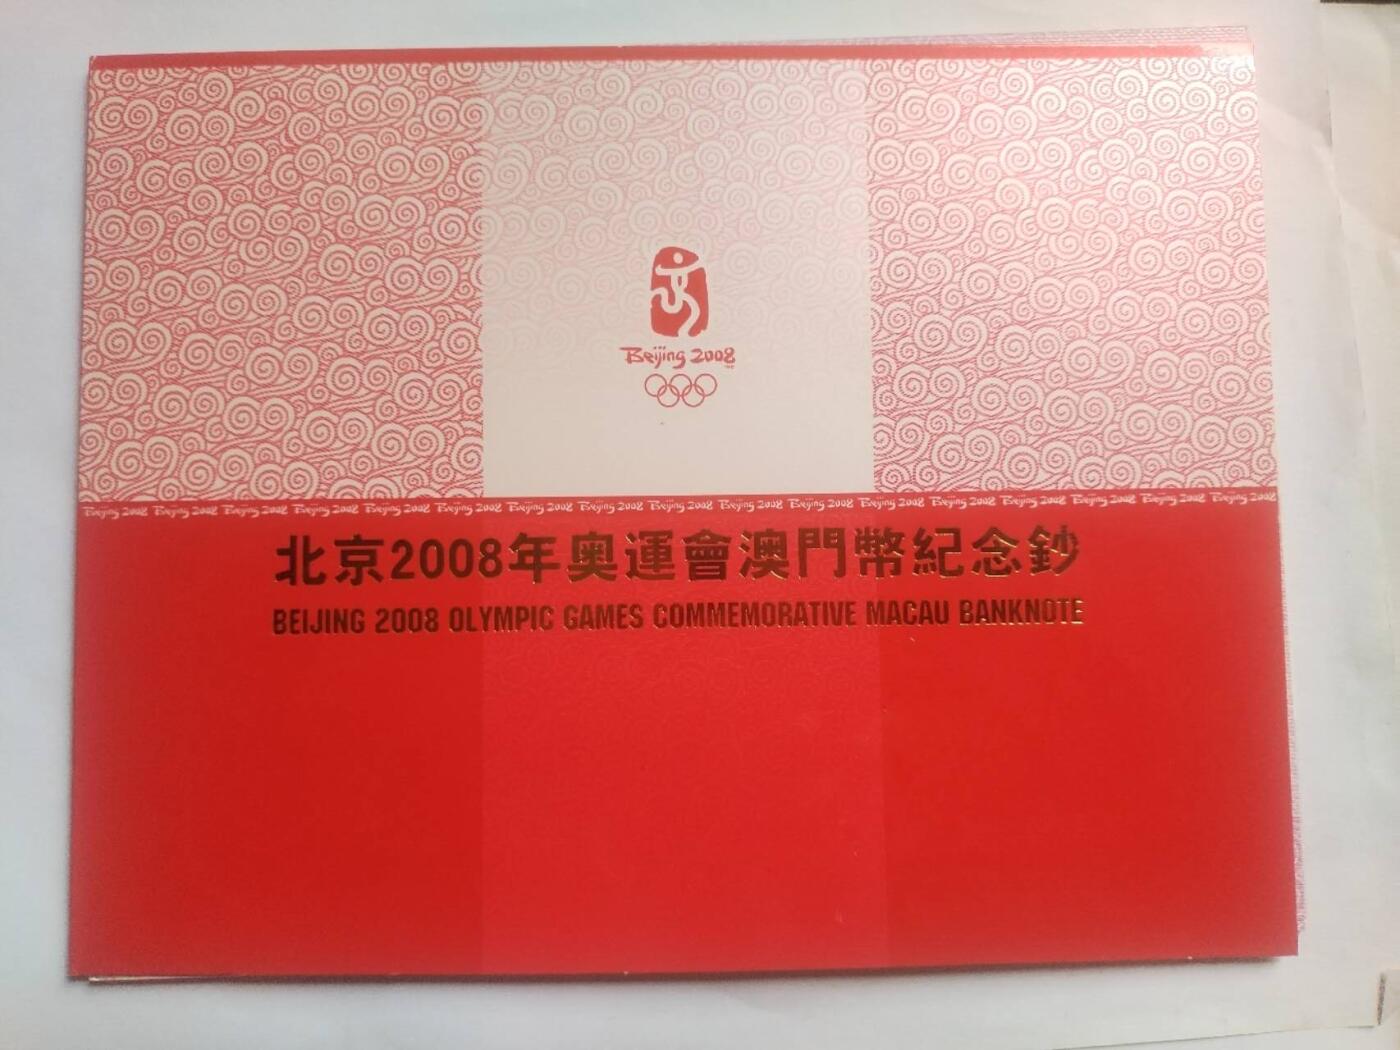 Beijing 2008
Beijing 2008 Beijing 2008 Beijing 2008 Beijing 2008 Beijing 2008 Beijing 2008 Beijing 2008 Beijing 2008 Beijing 2008 Beijing 2008 Beijing 2008 Beijing 2008 Beijing 2008 Beijing 2008 Beijing 2008 Beijing 2008 Beijing 2008
北京2008年奧運會澳門幣紀念鈔
BEIJING 2008 OLYMPIC GAMES COMMEMORATIVE MACAU BANKNOTE